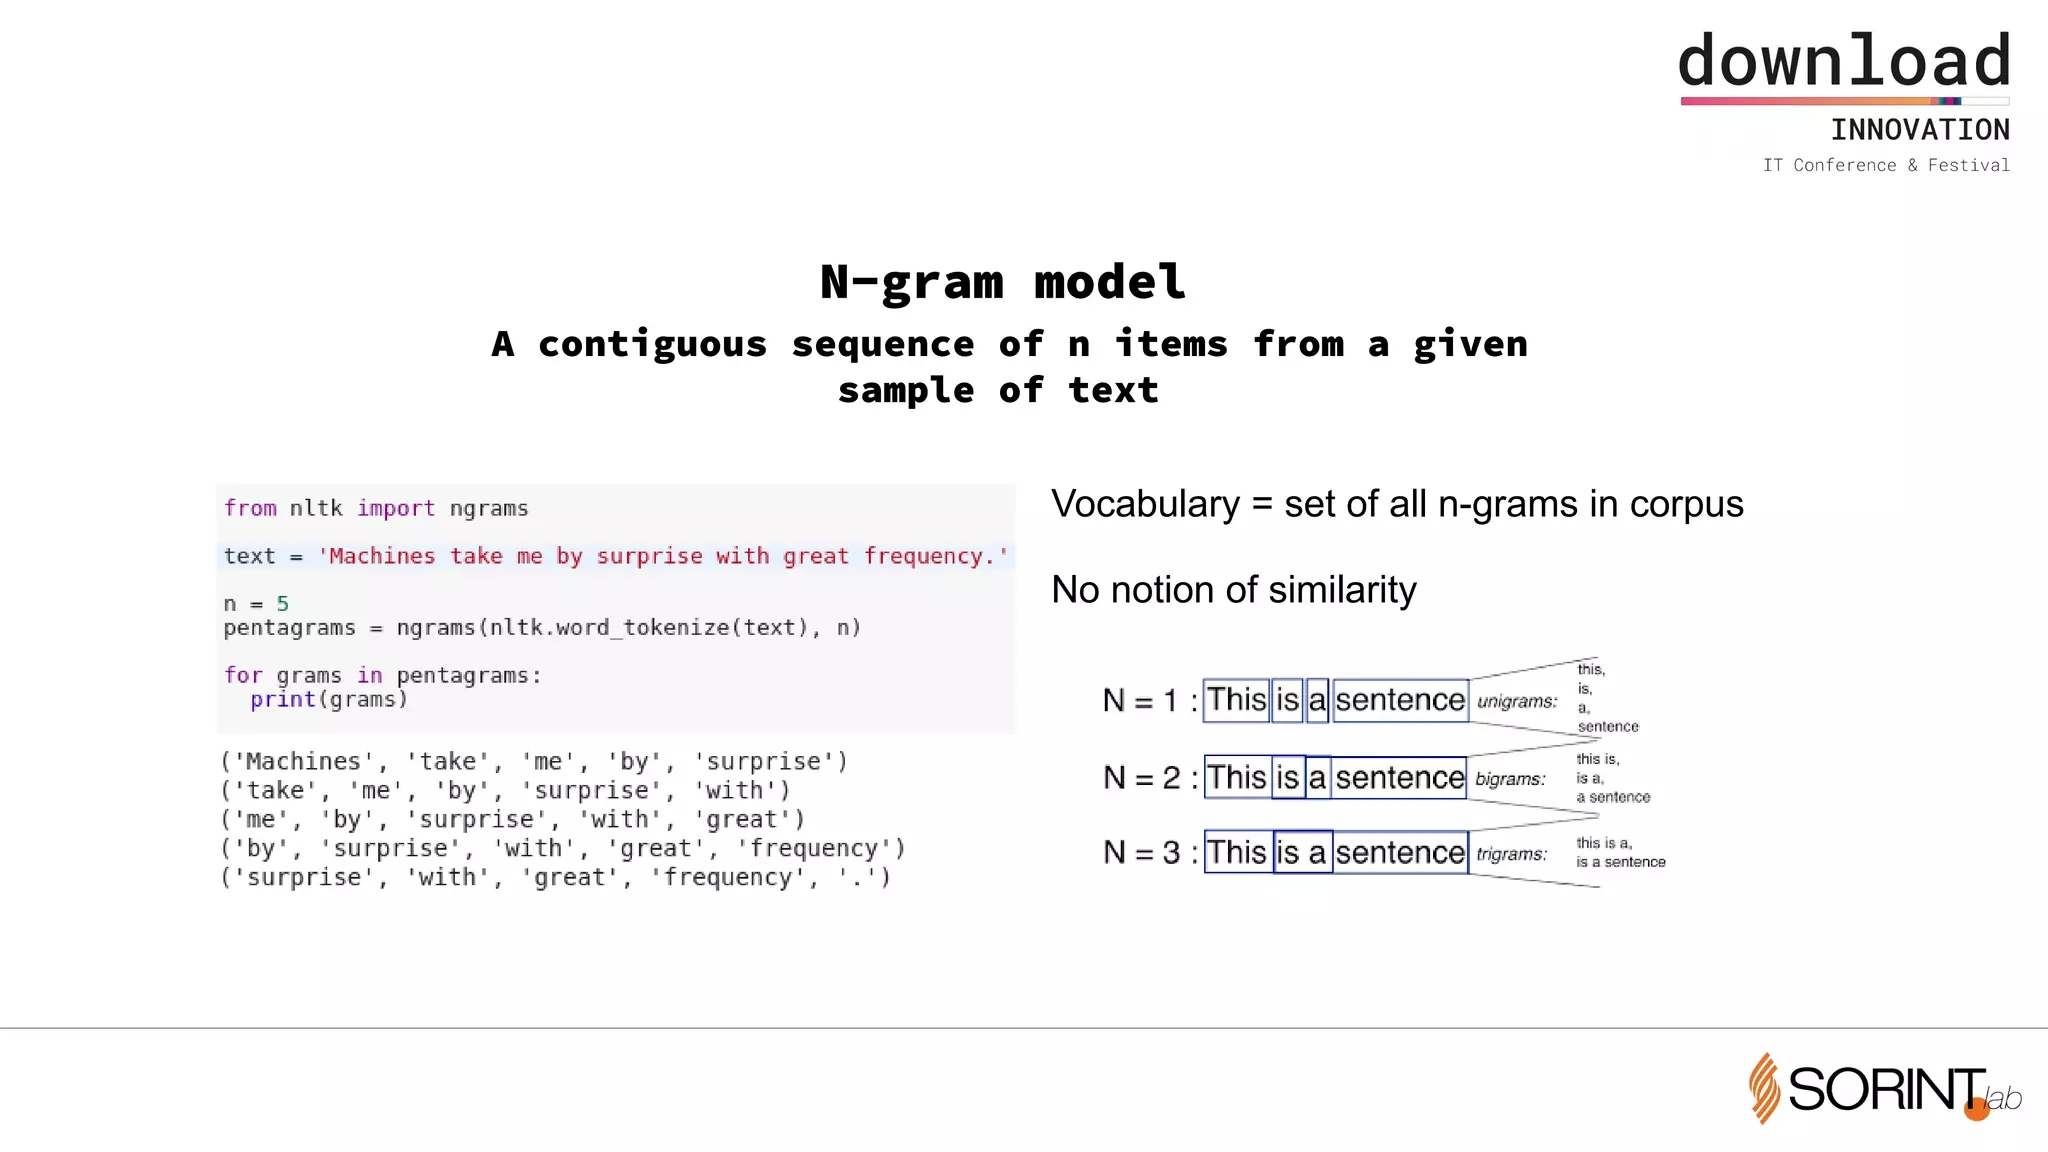 download
INNOVATION
IT Conference & Festival
N-gram model
A contiguous sequence of n items from a given
sample of text
from nltk import ngrams
text = 'Machines take me by surprise with great frequency.'
n = 5
pentagrams = ngrams(nltk.word_tokenize(text), n)
for grams in pentagrams:
  print(grams)
('Machines', 'take', 'me', 'by', 'surprise')
('take', 'me', 'by', 'surprise', 'with')
('me', 'by', 'surprise', 'with', 'great')
('by', 'surprise', 'with', 'great', 'frequency')
('surprise', 'with', 'great', 'frequency', '.')
Vocabulary = set of all n-grams in corpus
No notion of similarity
N = 1 : This is a sentence unigrams:
this,
is,
a,
sentence
N = 2 : This is a sentence bigrams:
this is,
is a,
a sentence
N = 3 : This is a sentence trigrams:
this is a,
is a sentence
SORINT lab